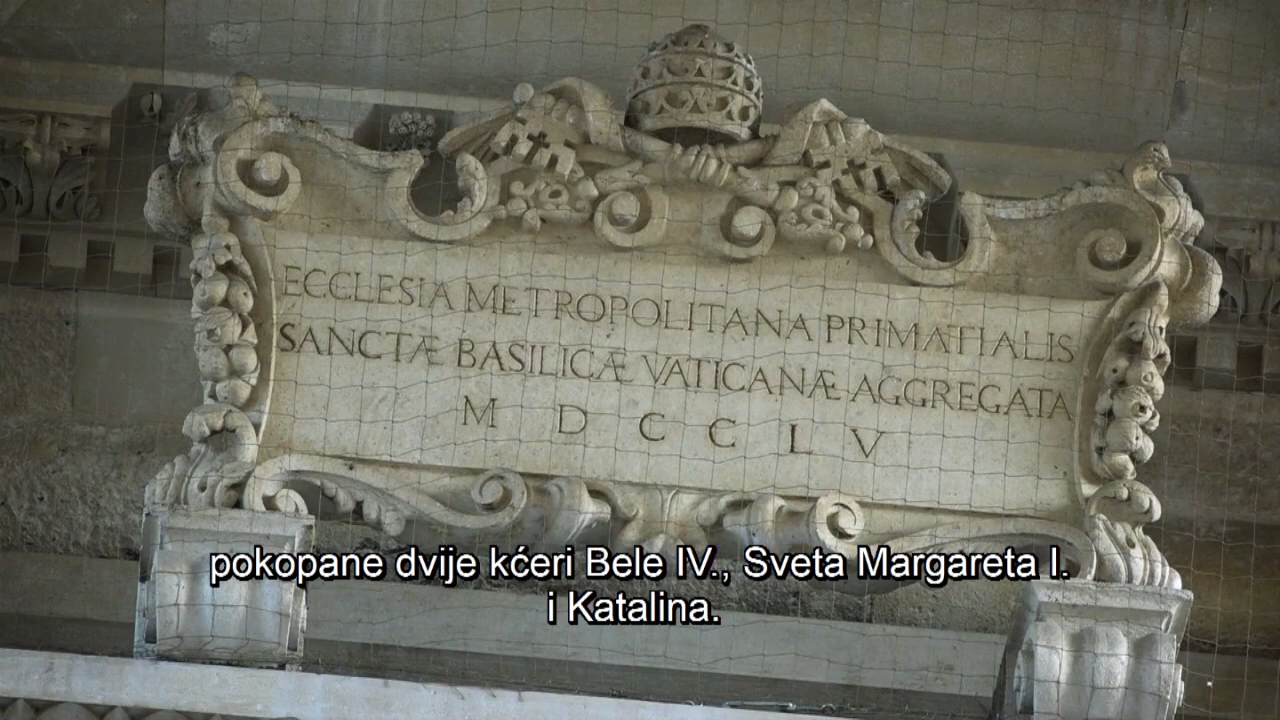 ECCLESIA METROPOLITANA PRIMATIALIS
SANCTÆ BASILICÆ VATICANÆ AGGREGATA
M D C C L V
pokopane dvije kćeri Bele IV., Sveta Margareta I.
i Katalina.